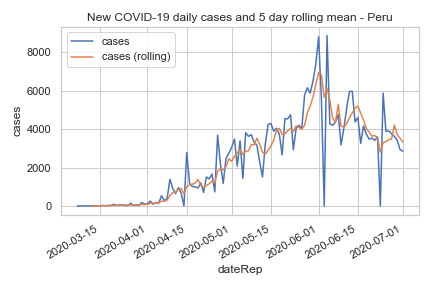 New COVID-19 daily cases and 5 day rolling mean - Peru
cases
cases (rolling)
8000
6000
4000
2000
0
cases
2020-03-15
2020-04-01
2020-04-15
2020-05-01
2020-05-15
2020-06-01
2020-06-15
2020-07-01
dateRep